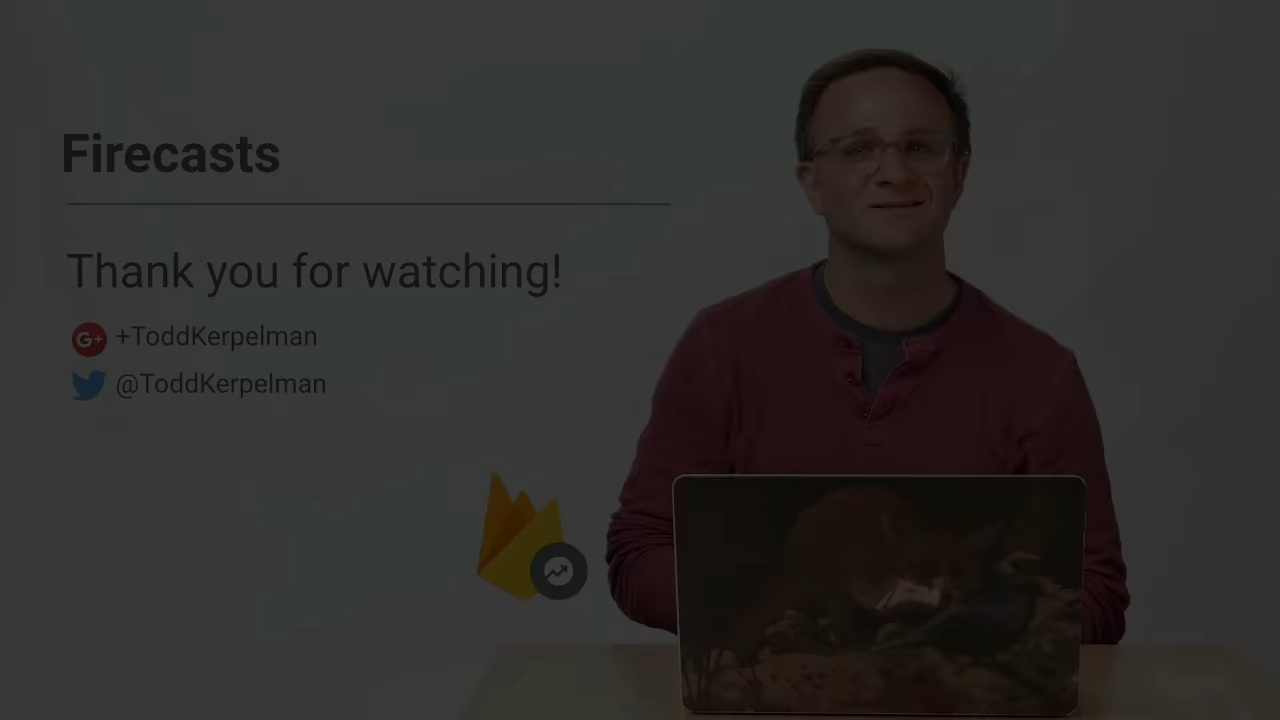 Firecasts
Thank you for watching!
G+ +ToddKerpelman
@ToddKerpelman